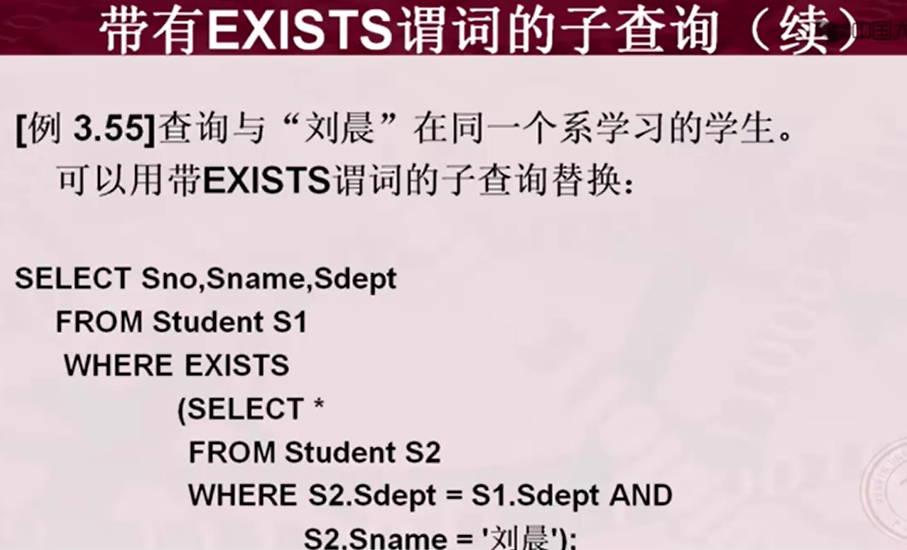 带有EXISTS谓词的子查询（续）
[例 3.55]查询与“刘晨”在同一个系学习的学生。
可以用带EXISTS谓词的子查询替换：
SELECT Sno,Sname,Sdept
FROM Student S1
WHERE EXISTS
(SELECT *
FROM Student S2
WHERE S2.Sdept = S1.Sdept AND
S2.Sname = '刘晨');